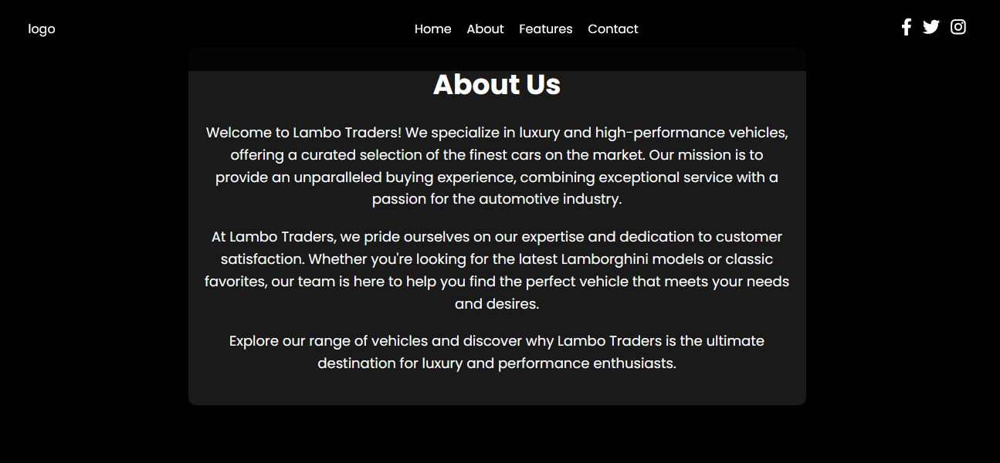 logo
Home About Features Contact
About Us
Welcome to Lambo Traders! We specialize in luxury and high-performance vehicles,
offering a curated selection of the finest cars on the market. Our mission is to
provide an unparalleled buying experience, combining exceptional service with a
passion for the automotive industry.
At Lambo Traders, we pride ourselves on our expertise and dedication to customer
satisfaction. Whether you're looking for the latest Lamborghini models or classic
favorites, our team is here to help you find the perfect vehicle that meets your needs
and desires.
Explore our range of vehicles and discover why Lambo Traders is the ultimate
destination for luxury and performance enthusiasts.